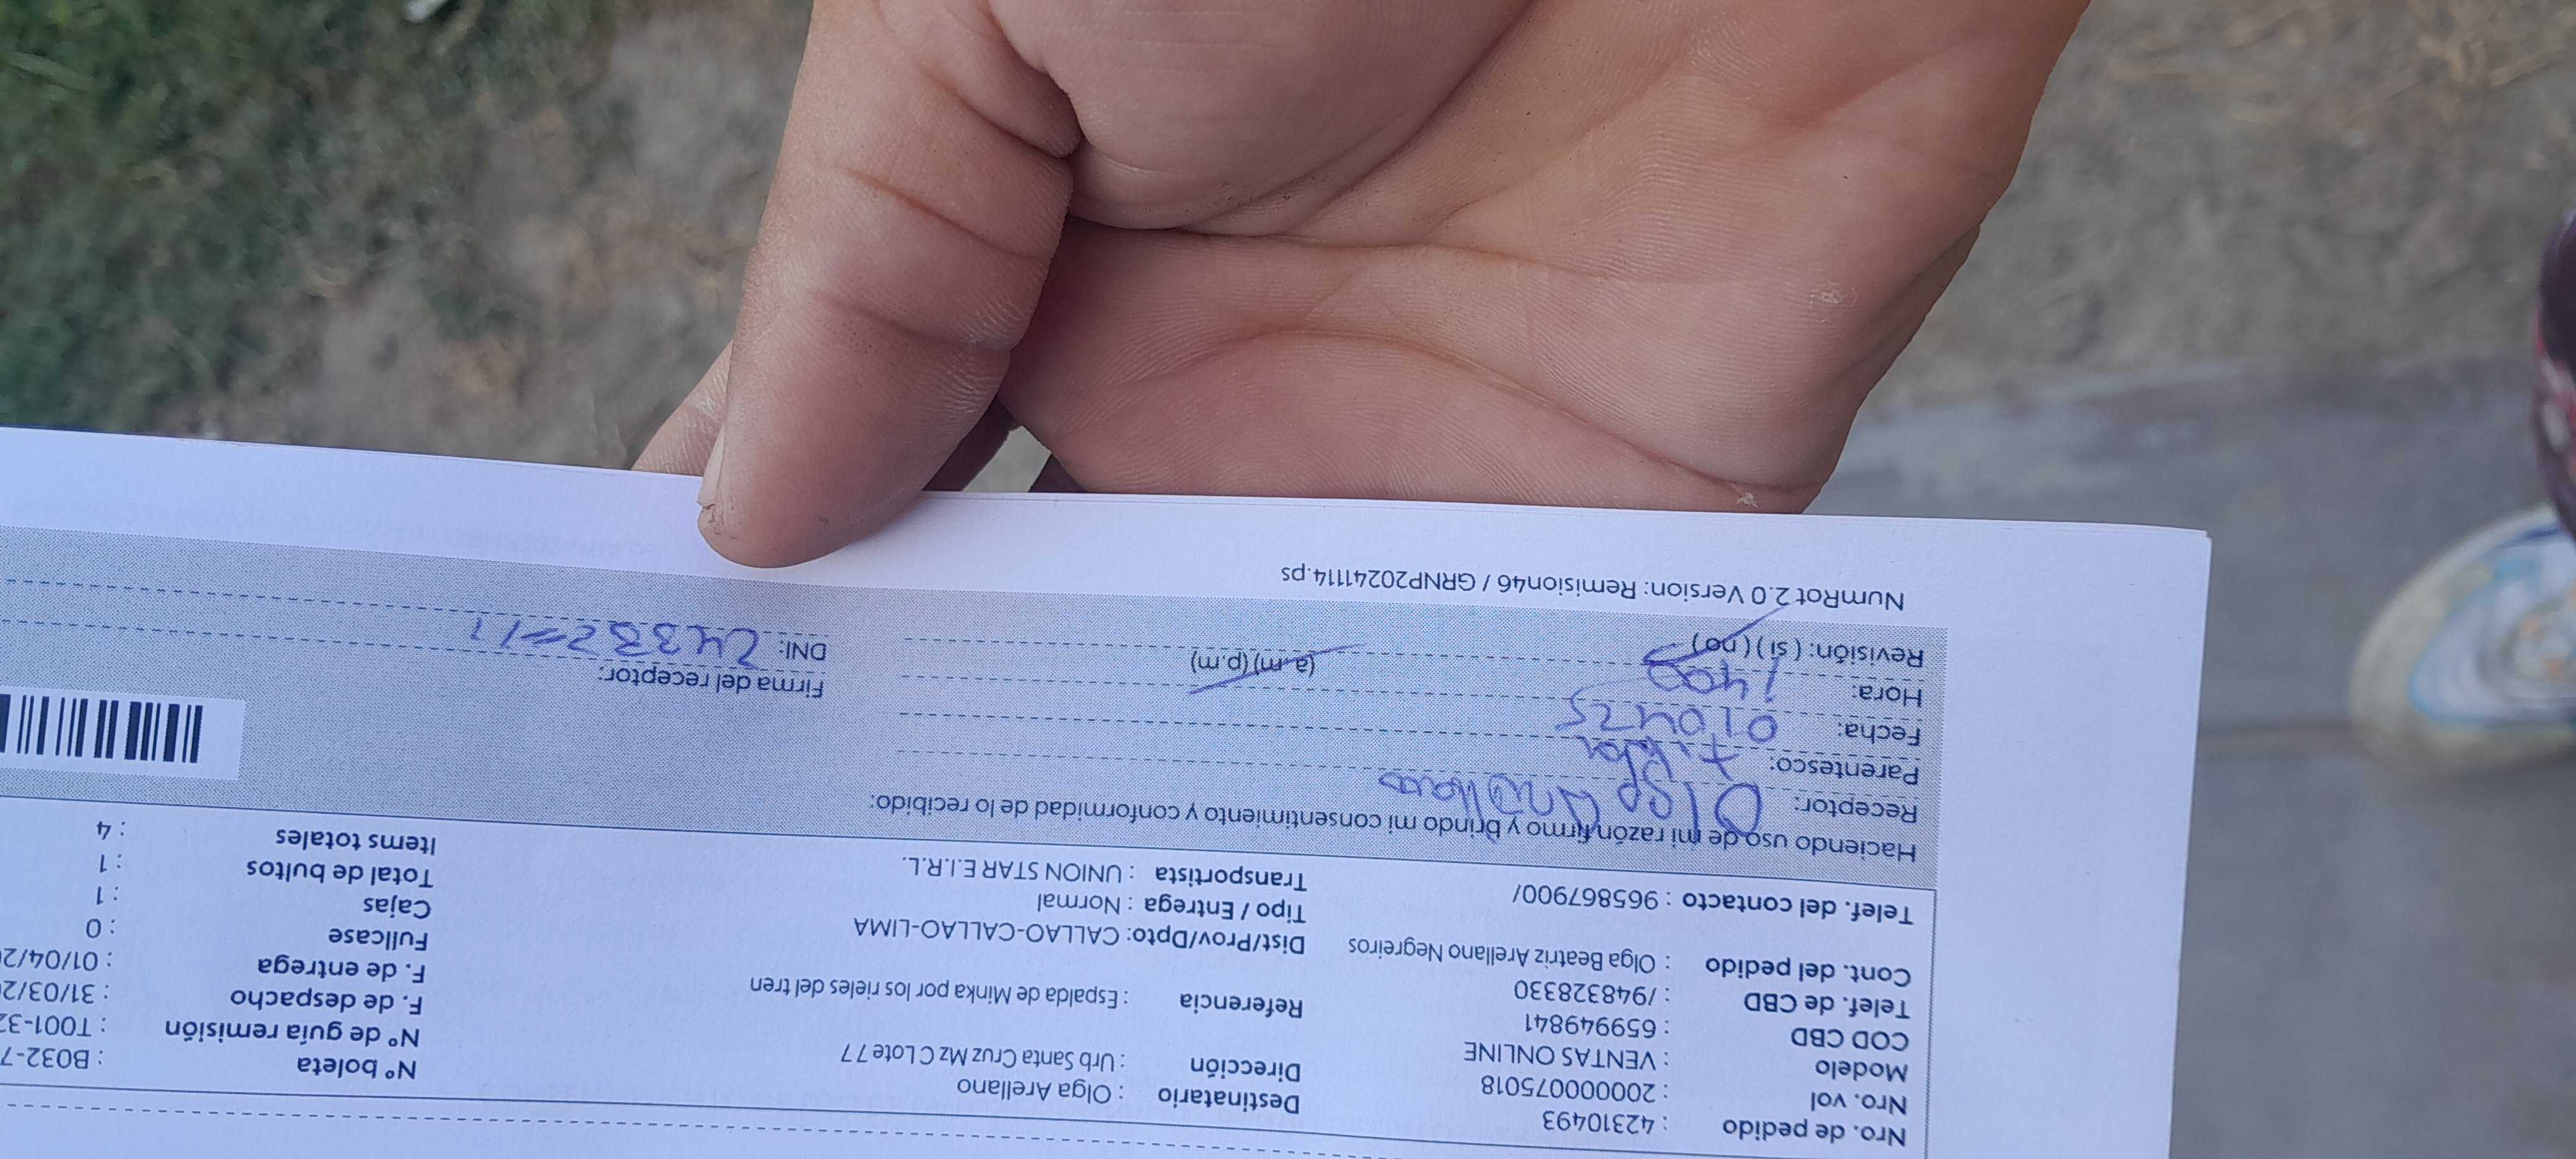 Nro. de pedido : 42310493
Nro. vol : 20000007501​8
Modelo : VENTAS ONLINE
COD CBD : 659949841
Telef. de CBD : /948328330
Cont. del pedido : Olga Beatriz Arellano Negreiros
Telef. del contacto : 965867900/
Destinatario : Olga Arellano
Dirección : Urb Santa Cruz Mz C Lote 77
Referencia : Espalda de Minka por los rieles del tren
Dist/Prov/Dpto: CALLAO-CALLAO-LIMA
Tipo / Entrega : Normal
Transportista : UNION STAR E.I.R.L.
Nº boleta : B032-7
Nº de guía remisión : T001-32
F. de despacho : 31/03/2
F. de entrega : 01/04/20
Fullcase : 0
Cajas : 1
Total de bultos : 1
Items totales : 4
Haciendo uso de mi razón firmo y brindo mi consentimiento y conformidad de lo recibido:
Receptor: Olga Arellano
Parentesco:
Fecha: 010425
Hora: 1400 (a.m) (p.m)
Revisión: (si) (no)
Firma del receptor:
DNI:
NumRot 2.0 Version: Remision46 / GRNP20241114.ps